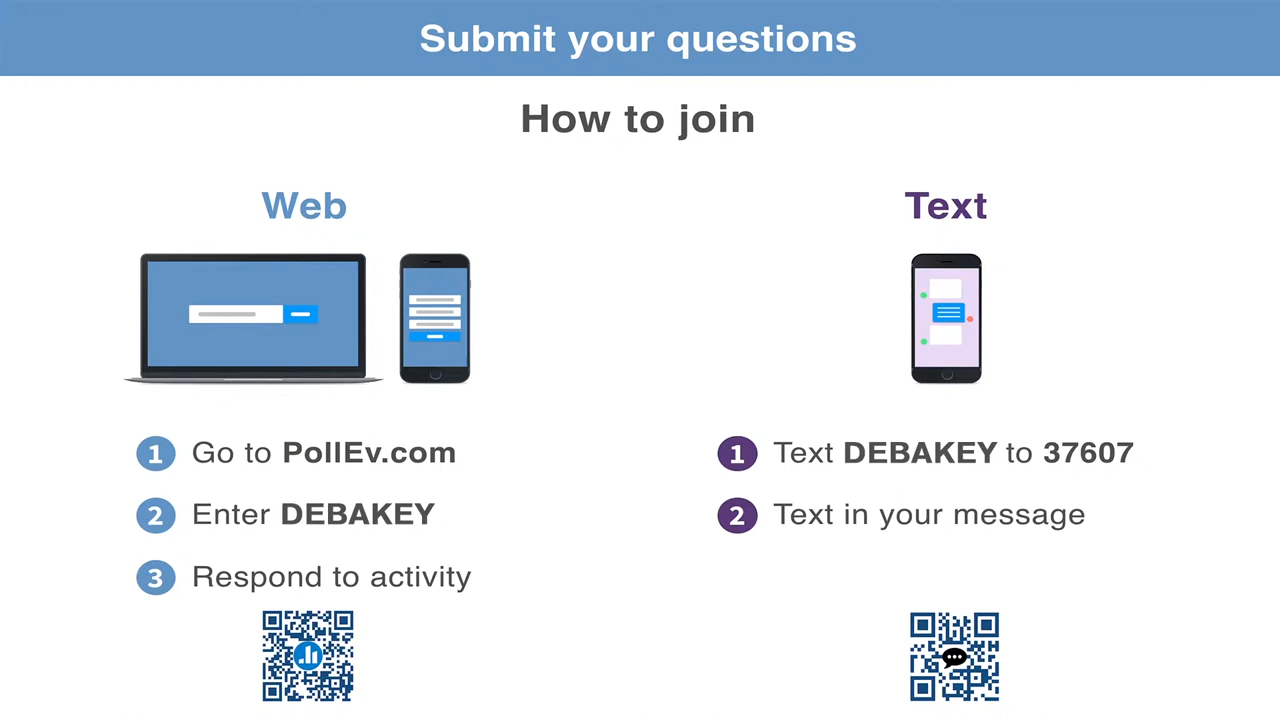 Submit your questions
How to join
Web
1 Go to PollEv.com
2 Enter DEBAKEY
3 Respond to activity
Text
1 Text DEBAKEY to 37607
2 Text in your message